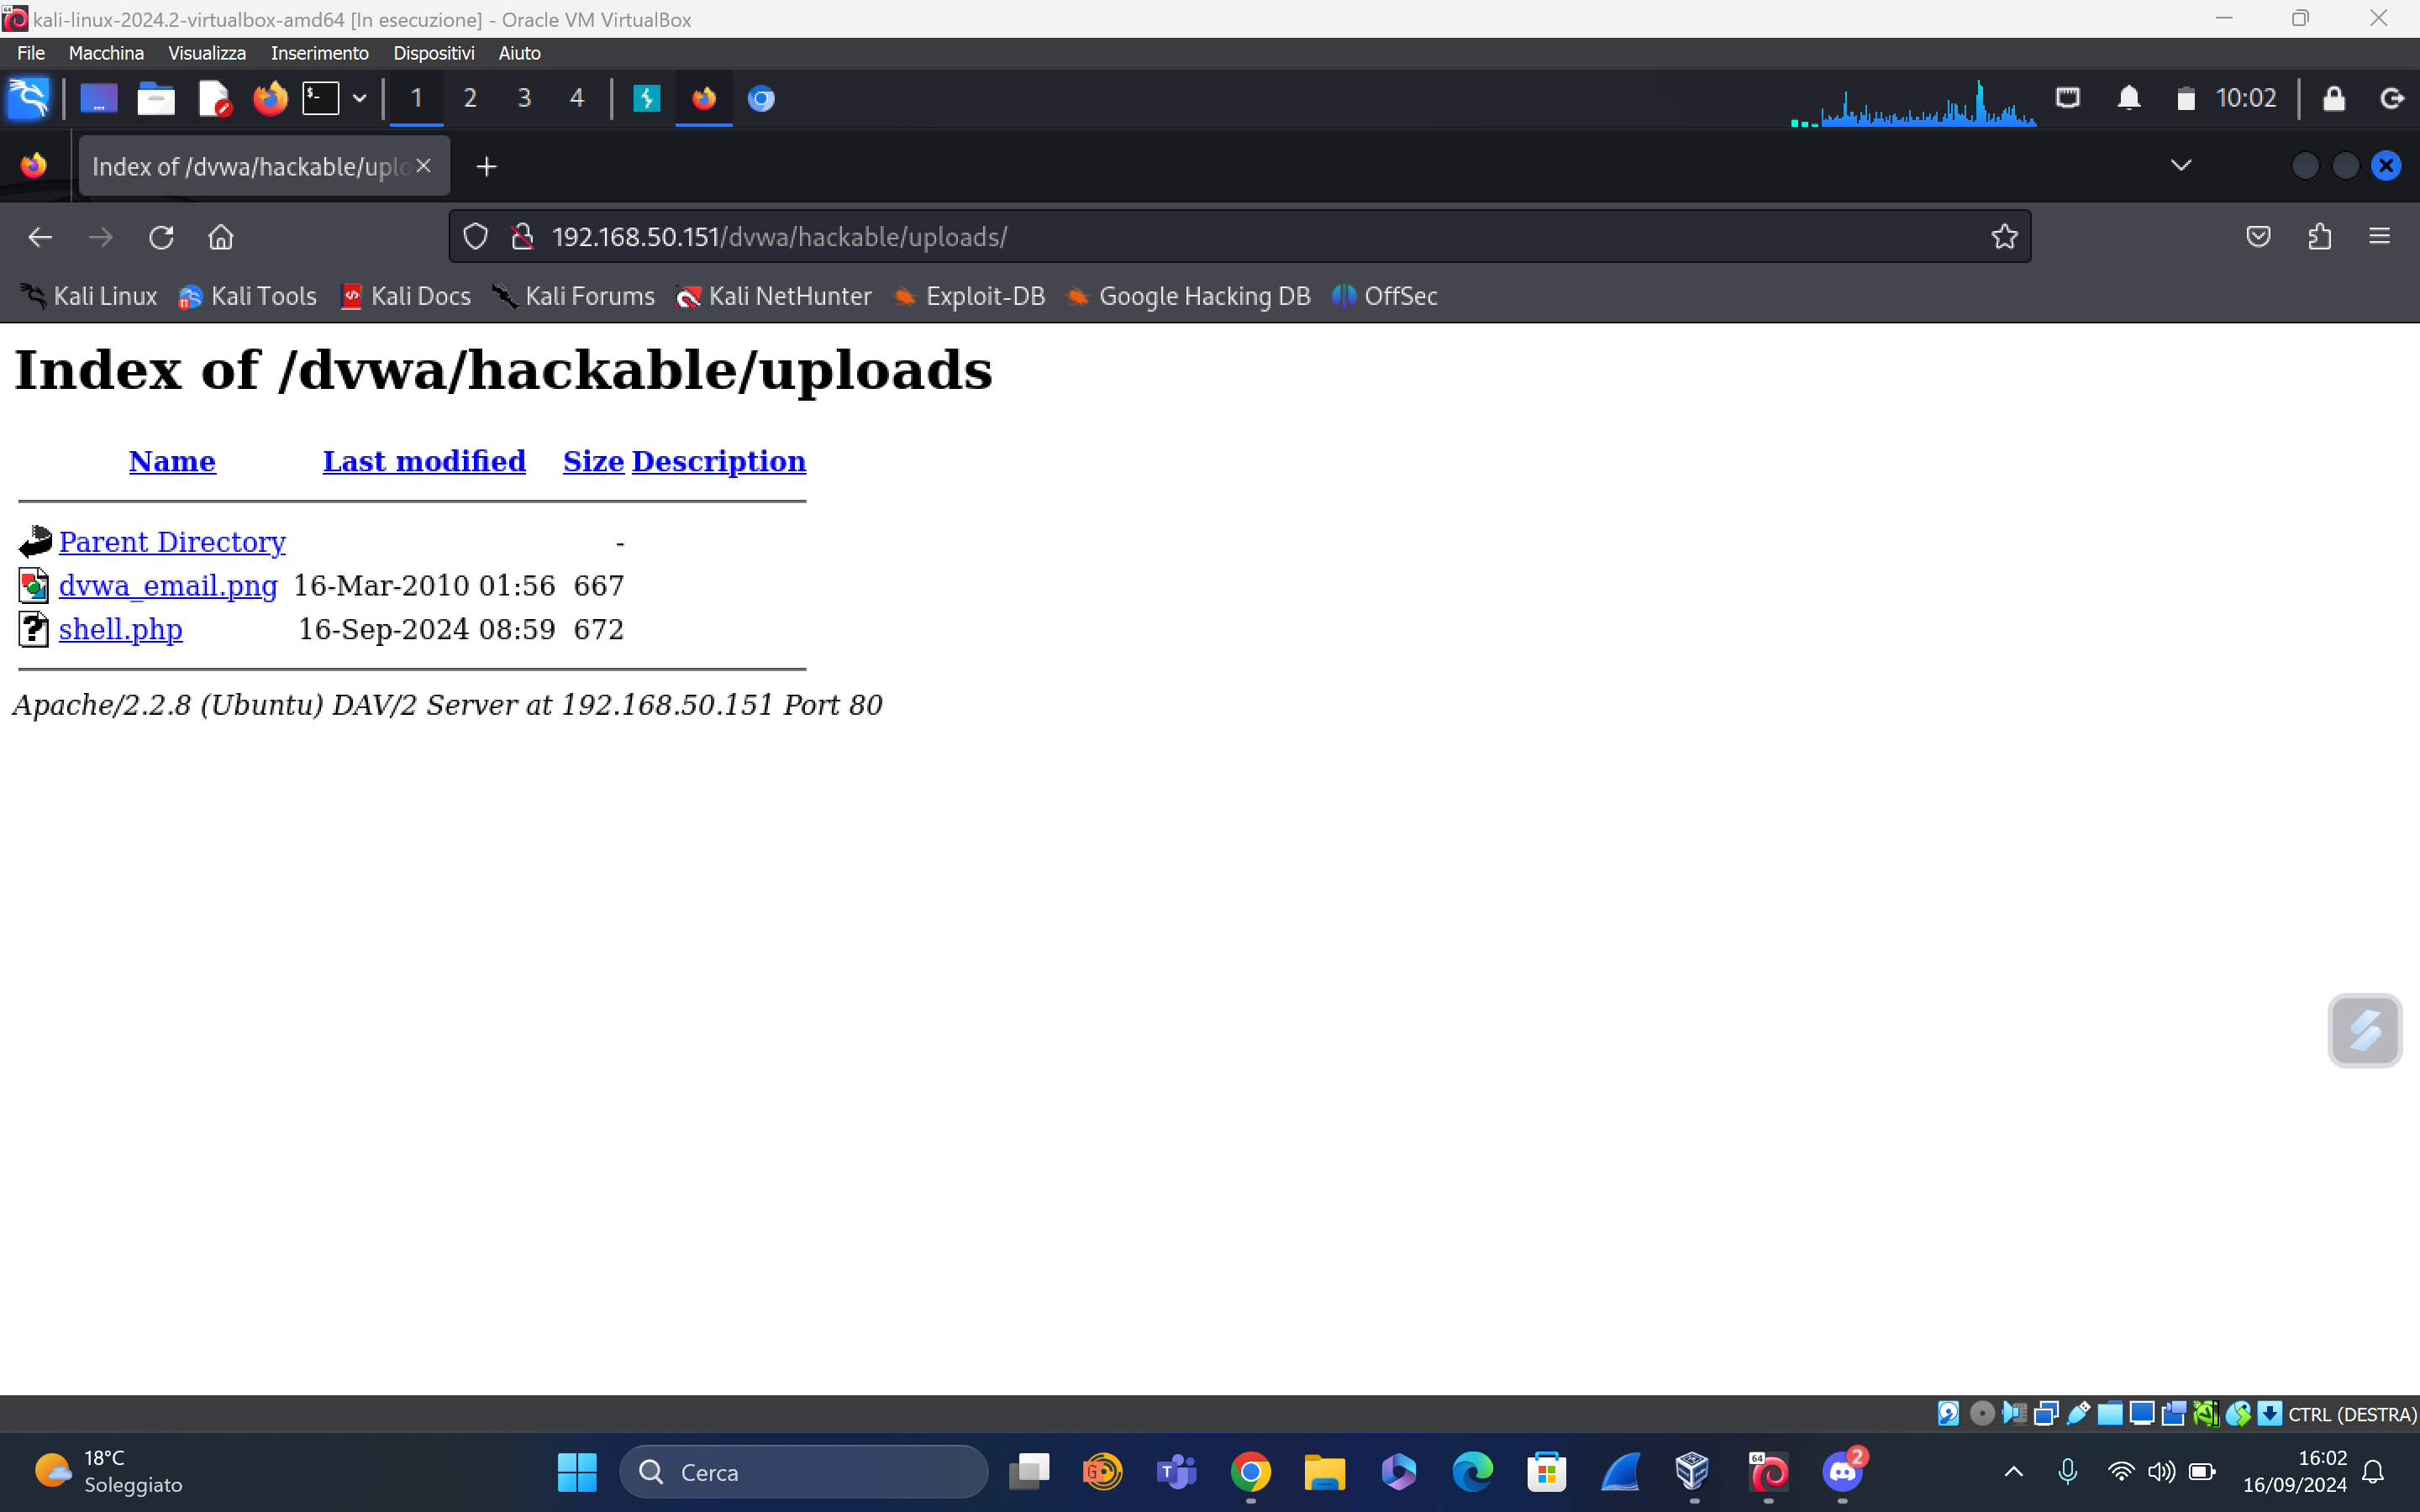 kali-linux-2024.2-virtualbox-amd64 [In esecuzione] - Oracle VM VirtualBox
File Macchina Visualizza Inserimento Dispositivi Aiuto
1 2 3 4 10:02
Index of /dvwa/hackable/uplo
192.168.50.151/dvwa/hackable/uploads/
Kali Linux Kali Tools Kali Docs Kali Forums Kali NetHunter Exploit-DB Google Hacking DB OffSec
Index of /dvwa/hackable/uploads
Name Last modified Size Description
Parent Directory -
dvwa_email.png 16-Mar-2010 01:56 667
shell.php 16-Sep-2024 08:59 672
Apache/2.2.8 (Ubuntu) DAV/2 Server at 192.168.50.151 Port 80
CTRL (DESTRA)
18°C
Soleggiato
Cerca
2
16:02
16/09/2024